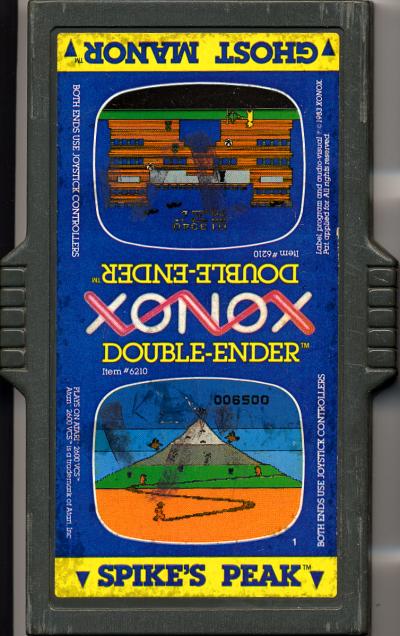 ▲ GHOST MANOR™ ▲
BOTH ENDS USE JOYSTICK CONTROLLERS
Label, program and audio-visual ℗ © 1983 XONOX
Pat. applied for. All rights reserved.
Item #6210
DOUBLE-ENDER™
XONOX
DOUBLE-ENDER™
Item #6210
006500
PLAYS ON ATARI® 2600 VCS™
Atari® 2600 VCS™ is a trademark of Atari, Inc.
BOTH ENDS USE JOYSTICK CONTROLLERS
1
▼ SPIKE'S PEAK™ ▼